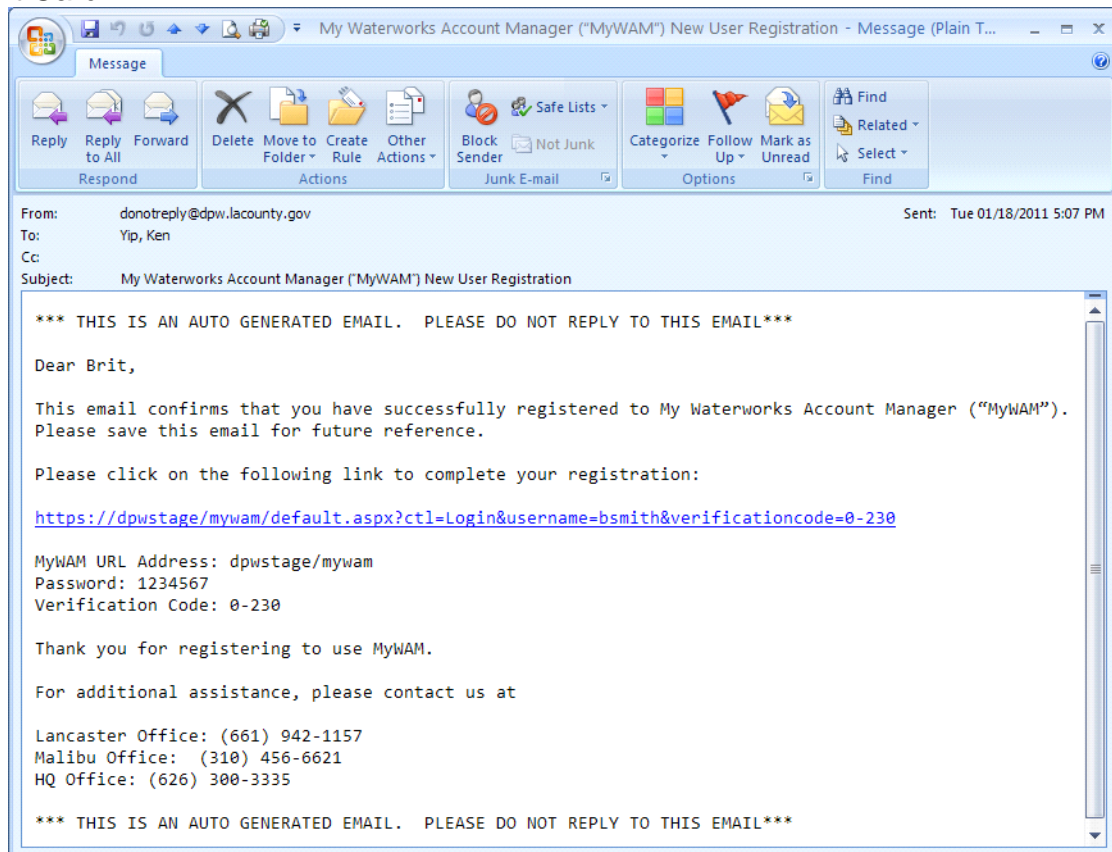 My Waterworks Account Manager (“MyWAM”) New User Registration - Message (Plain T...
Message
Reply Reply to All Forward
Respond
Delete Move to Folder Create Rule Other Actions
Actions
Block Sender Safe Lists Not Junk
Junk E-mail
Categorize Follow Up Mark as Unread
Options
Find
Related
Select
Find
From: donotreply@dpw.lacounty.gov Sent: Tue 01/18/2011 5:07 PM
To: Yip, Ken
Cc:
Subject: My Waterworks Account Manager ("MyWAM") New User Registration
*** THIS IS AN AUTO GENERATED EMAIL. PLEASE DO NOT REPLY TO THIS EMAIL***
Dear Brit,
This email confirms that you have successfully registered to My Waterworks Account Manager (“MyWAM”).
Please save this email for future reference.
Please click on the following link to complete your registration:
https://dpwstage/mywam/default.aspx?ctl=Login&username=bsmith&verificationcode=0-230
MyWAM URL Address: dpwstage/mywam
Password: 1234567
Verification Code: 0-230
Thank you for registering to use MyWAM.
For additional assistance, please contact us at
Lancaster Office: (661) 942-1157
Malibu Office: (310) 456-6621
HQ Office: (626) 300-3335
*** THIS IS AN AUTO GENERATED EMAIL. PLEASE DO NOT REPLY TO THIS EMAIL***